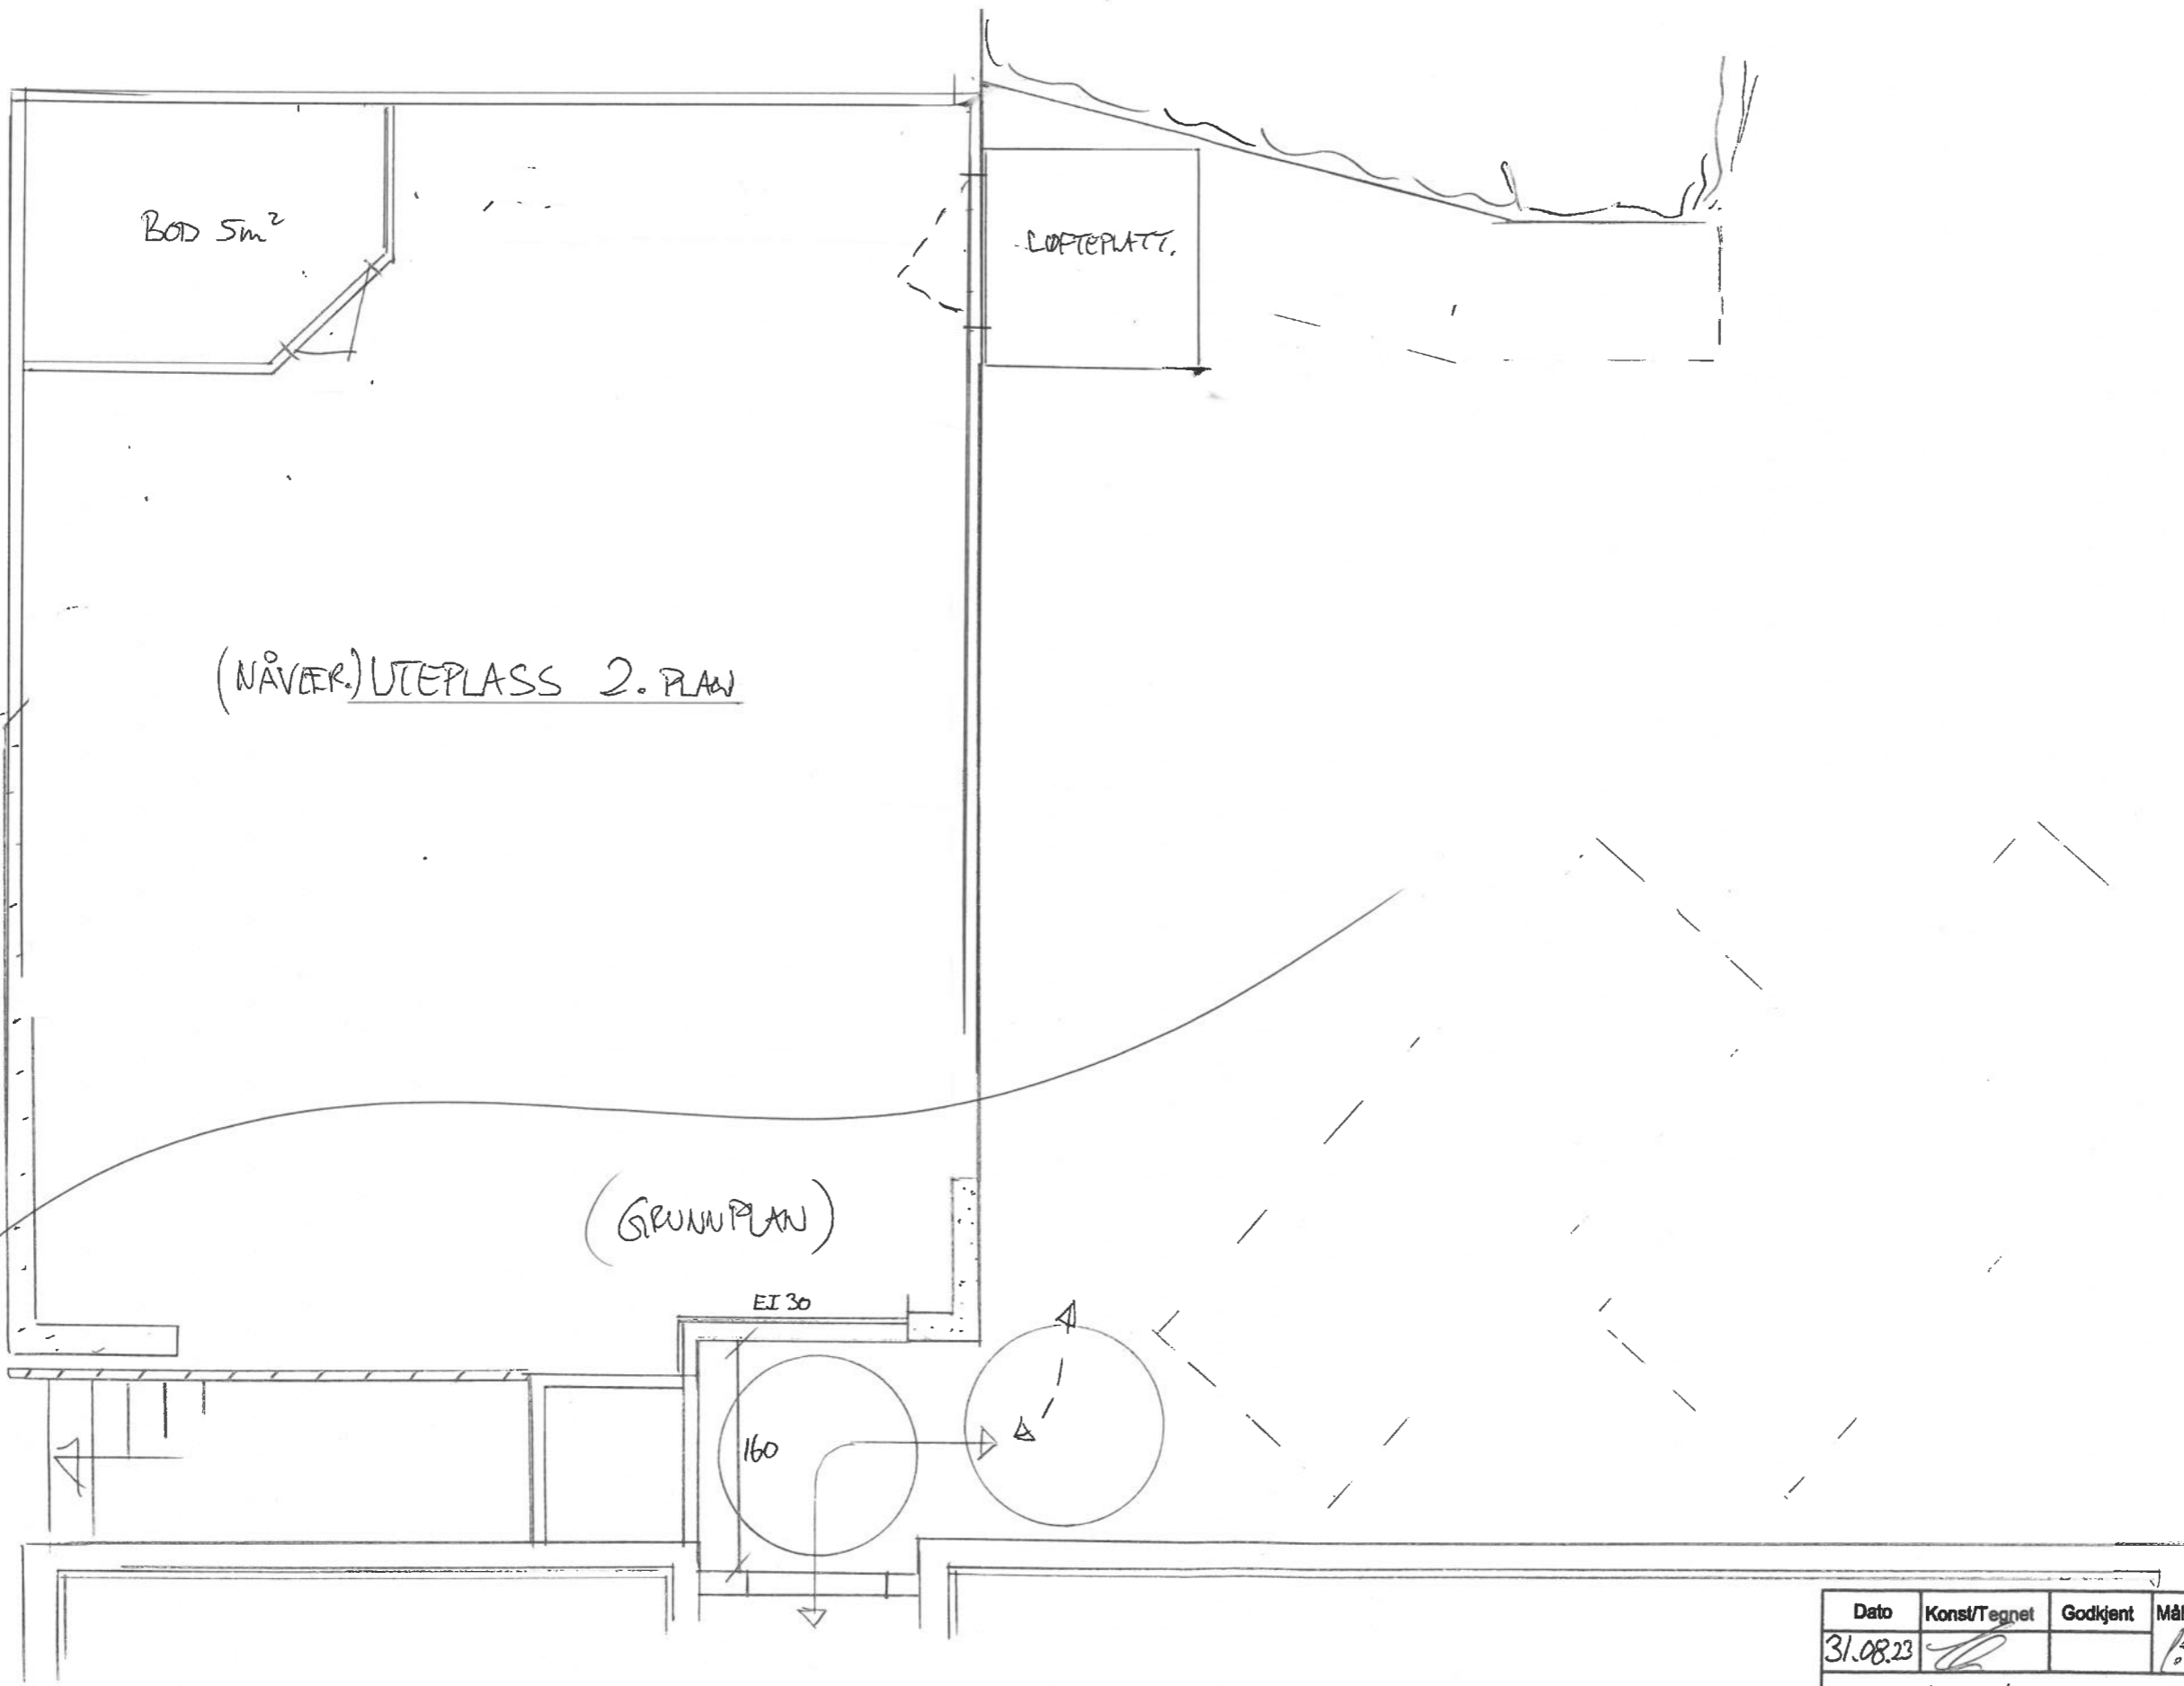 BOD 5m²
LØFTEPLATT.
(NÅVÆR.) UTEPLASS 2. PLAN
(GRUNNPLAN)
EI 30
160
Dato Konst/Tegnet Godkjent
31.08.23